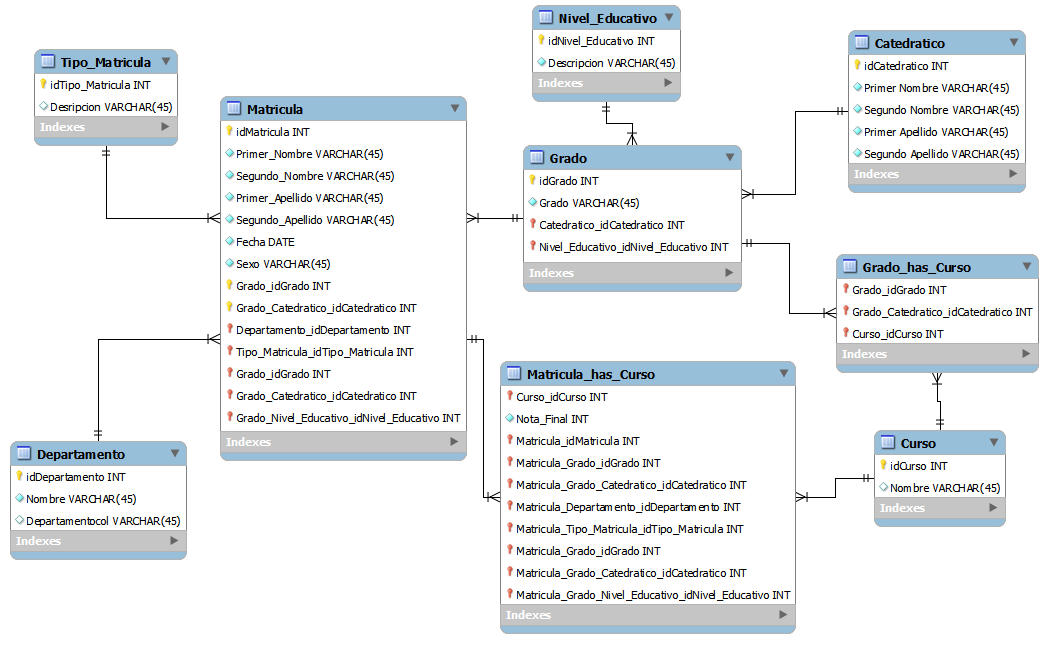 Tipo_Matricula
idTipo_Matricula INT
Desripcion VARCHAR(45)
Indexes
Matricula
idMatricula INT
Primer_Nombre VARCHAR(45)
Segundo_Nombre VARCHAR(45)
Primer_Apellido VARCHAR(45)
Segundo_Apellido VARCHAR(45)
Fecha DATE
Sexo VARCHAR(45)
Grado_idGrado INT
Grado_Catedratico_idCatedratico INT
Departamento_idDepartamento INT
Tipo_Matricula_idTipo_Matricula INT
Grado_idGrado INT
Grado_Catedratico_idCatedratico INT
Grado_Nivel_Educativo_idNivel_Educativo INT
Indexes
Departamento
idDepartamento INT
Nombre VARCHAR(45)
Departamentocol VARCHAR(45)
Indexes
Nivel_Educativo
idNivel_Educativo INT
Descripcion VARCHAR(45)
Indexes
Grado
idGrado INT
Grado VARCHAR(45)
Catedratico_idCatedratico INT
Nivel_Educativo_idNivel_Educativo INT
Indexes
Catedratico
idCatedratico INT
Primer Nombre VARCHAR(45)
Segundo Nombre VARCHAR(45)
Primer Apellido VARCHAR(45)
Segundo Apellido VARCHAR(45)
Indexes
Grado_has_Curso
Grado_idGrado INT
Grado_Catedratico_idCatedratico INT
Curso_idCurso INT
Indexes
Matricula_has_Curso
Curso_idCurso INT
Nota_Final INT
Matricula_idMatricula INT
Matricula_Grado_idGrado INT
Matricula_Grado_Catedratico_idCatedratico INT
Matricula_Departamento_idDepartamento INT
Matricula_Tipo_Matricula_idTipo_Matricula INT
Matricula_Grado_idGrado INT
Matricula_Grado_Catedratico_idCatedratico INT
Matricula_Grado_Nivel_Educativo_idNivel_Educativo INT
Indexes
Curso
idCurso INT
Nombre VARCHAR(45)
Indexes